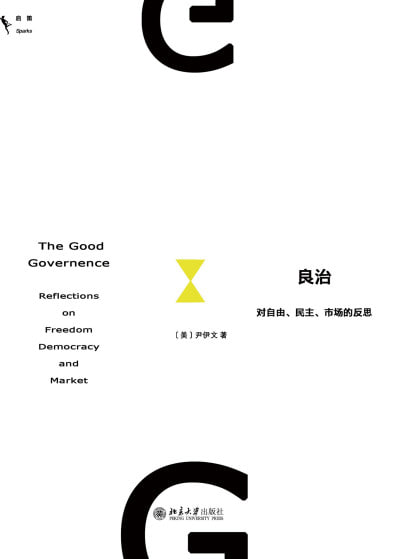 启蒙
Sparks
G
The Good
Governence
Reflections
on
Freedom
Democracy
and
Market
良治
对自由、民主、市场的反思
〔美〕尹伊文 著
G
北京大学出版社
PEKING UNIVERSITY PRESS